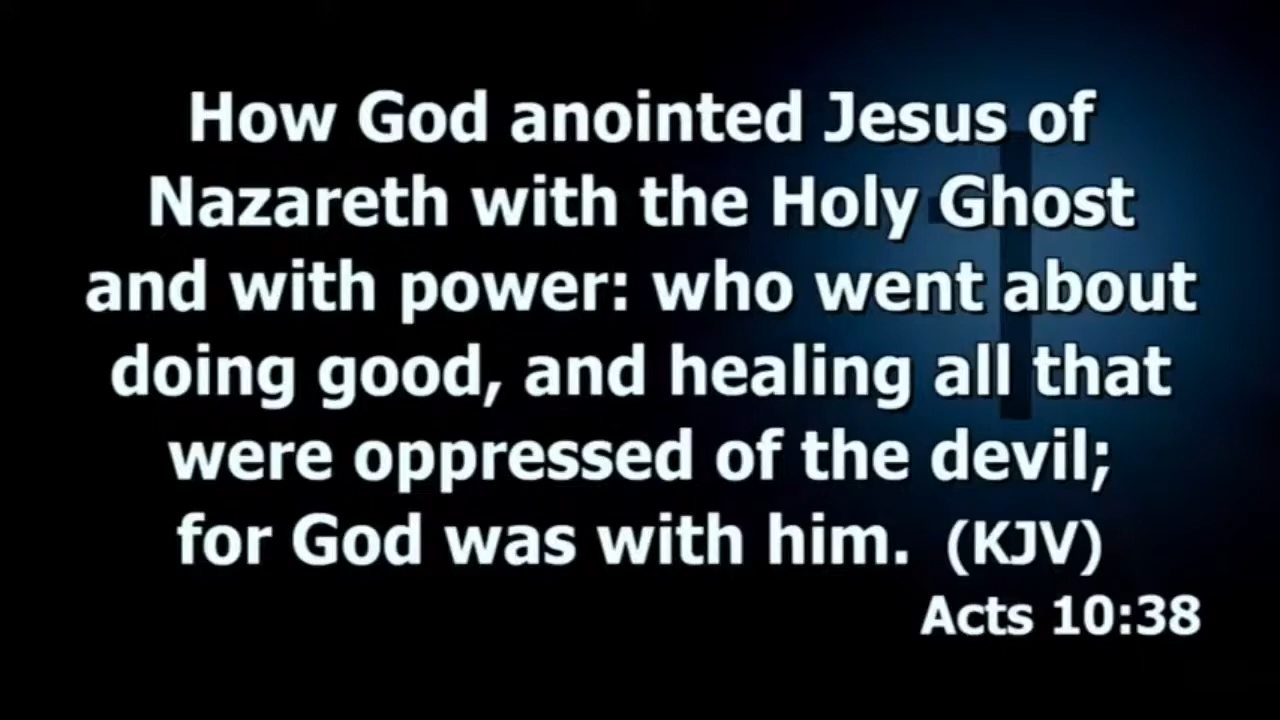 How God anointed Jesus of
Nazareth with the Holy Ghost
and with power: who went about
doing good, and healing all that
were oppressed of the devil;
for God was with him. (KJV)
Acts 10:38